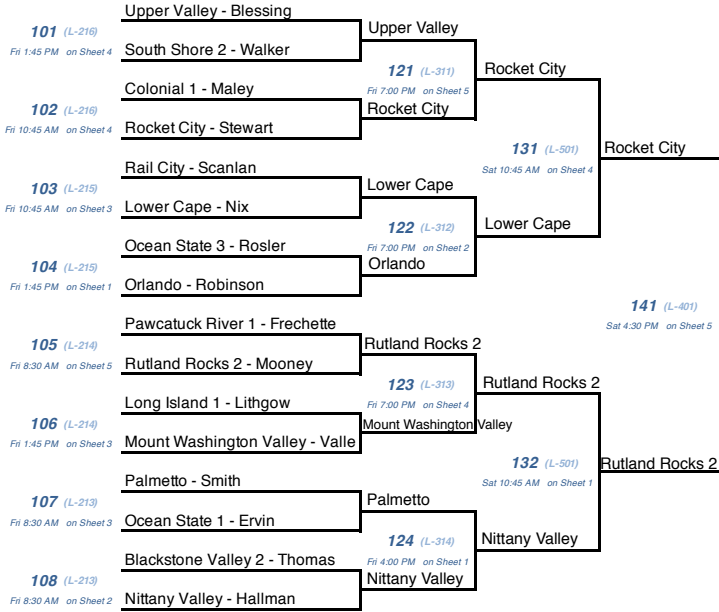 Upper Valley - Blessing
101 (L-216)
Fri 1:45 PM on Sheet 4
South Shore 2 - Walker
Upper Valley
121 (L-311)
Fri 7:00 PM on Sheet 5
Rocket City
Colonial 1 - Maley
102 (L-216)
Fri 10:45 AM on Sheet 4
Rocket City - Stewart
Rocket City
131 (L-501)
Sat 10:45 AM on Sheet 4
Rocket City
Rail City - Scanlan
103 (L-215)
Fri 10:45 AM on Sheet 3
Lower Cape - Nix
Lower Cape
122 (L-312)
Fri 7:00 PM on Sheet 2
Lower Cape
Ocean State 3 - Rosler
104 (L-215)
Fri 1:45 PM on Sheet 1
Orlando - Robinson
Orlando
141 (L-401)
Sat 4:30 PM on Sheet 5
Pawcatuck River 1 - Frechette
105 (L-214)
Fri 8:30 AM on Sheet 5
Rutland Rocks 2 - Mooney
Rutland Rocks 2
123 (L-313)
Fri 7:00 PM on Sheet 4
Rutland Rocks 2
Long Island 1 - Lithgow
106 (L-214)
Fri 1:45 PM on Sheet 3
Mount Washington Valley - Valle
Mount Washington Valley
132 (L-501)
Sat 10:45 AM on Sheet 1
Rutland Rocks 2
Palmetto - Smith
107 (L-213)
Fri 8:30 AM on Sheet 3
Ocean State 1 - Ervin
Palmetto
124 (L-314)
Fri 4:00 PM on Sheet 1
Nittany Valley
Blackstone Valley 2 - Thomas
108 (L-213)
Fri 8:30 AM on Sheet 2
Nittany Valley - Hallman
Nittany Valley